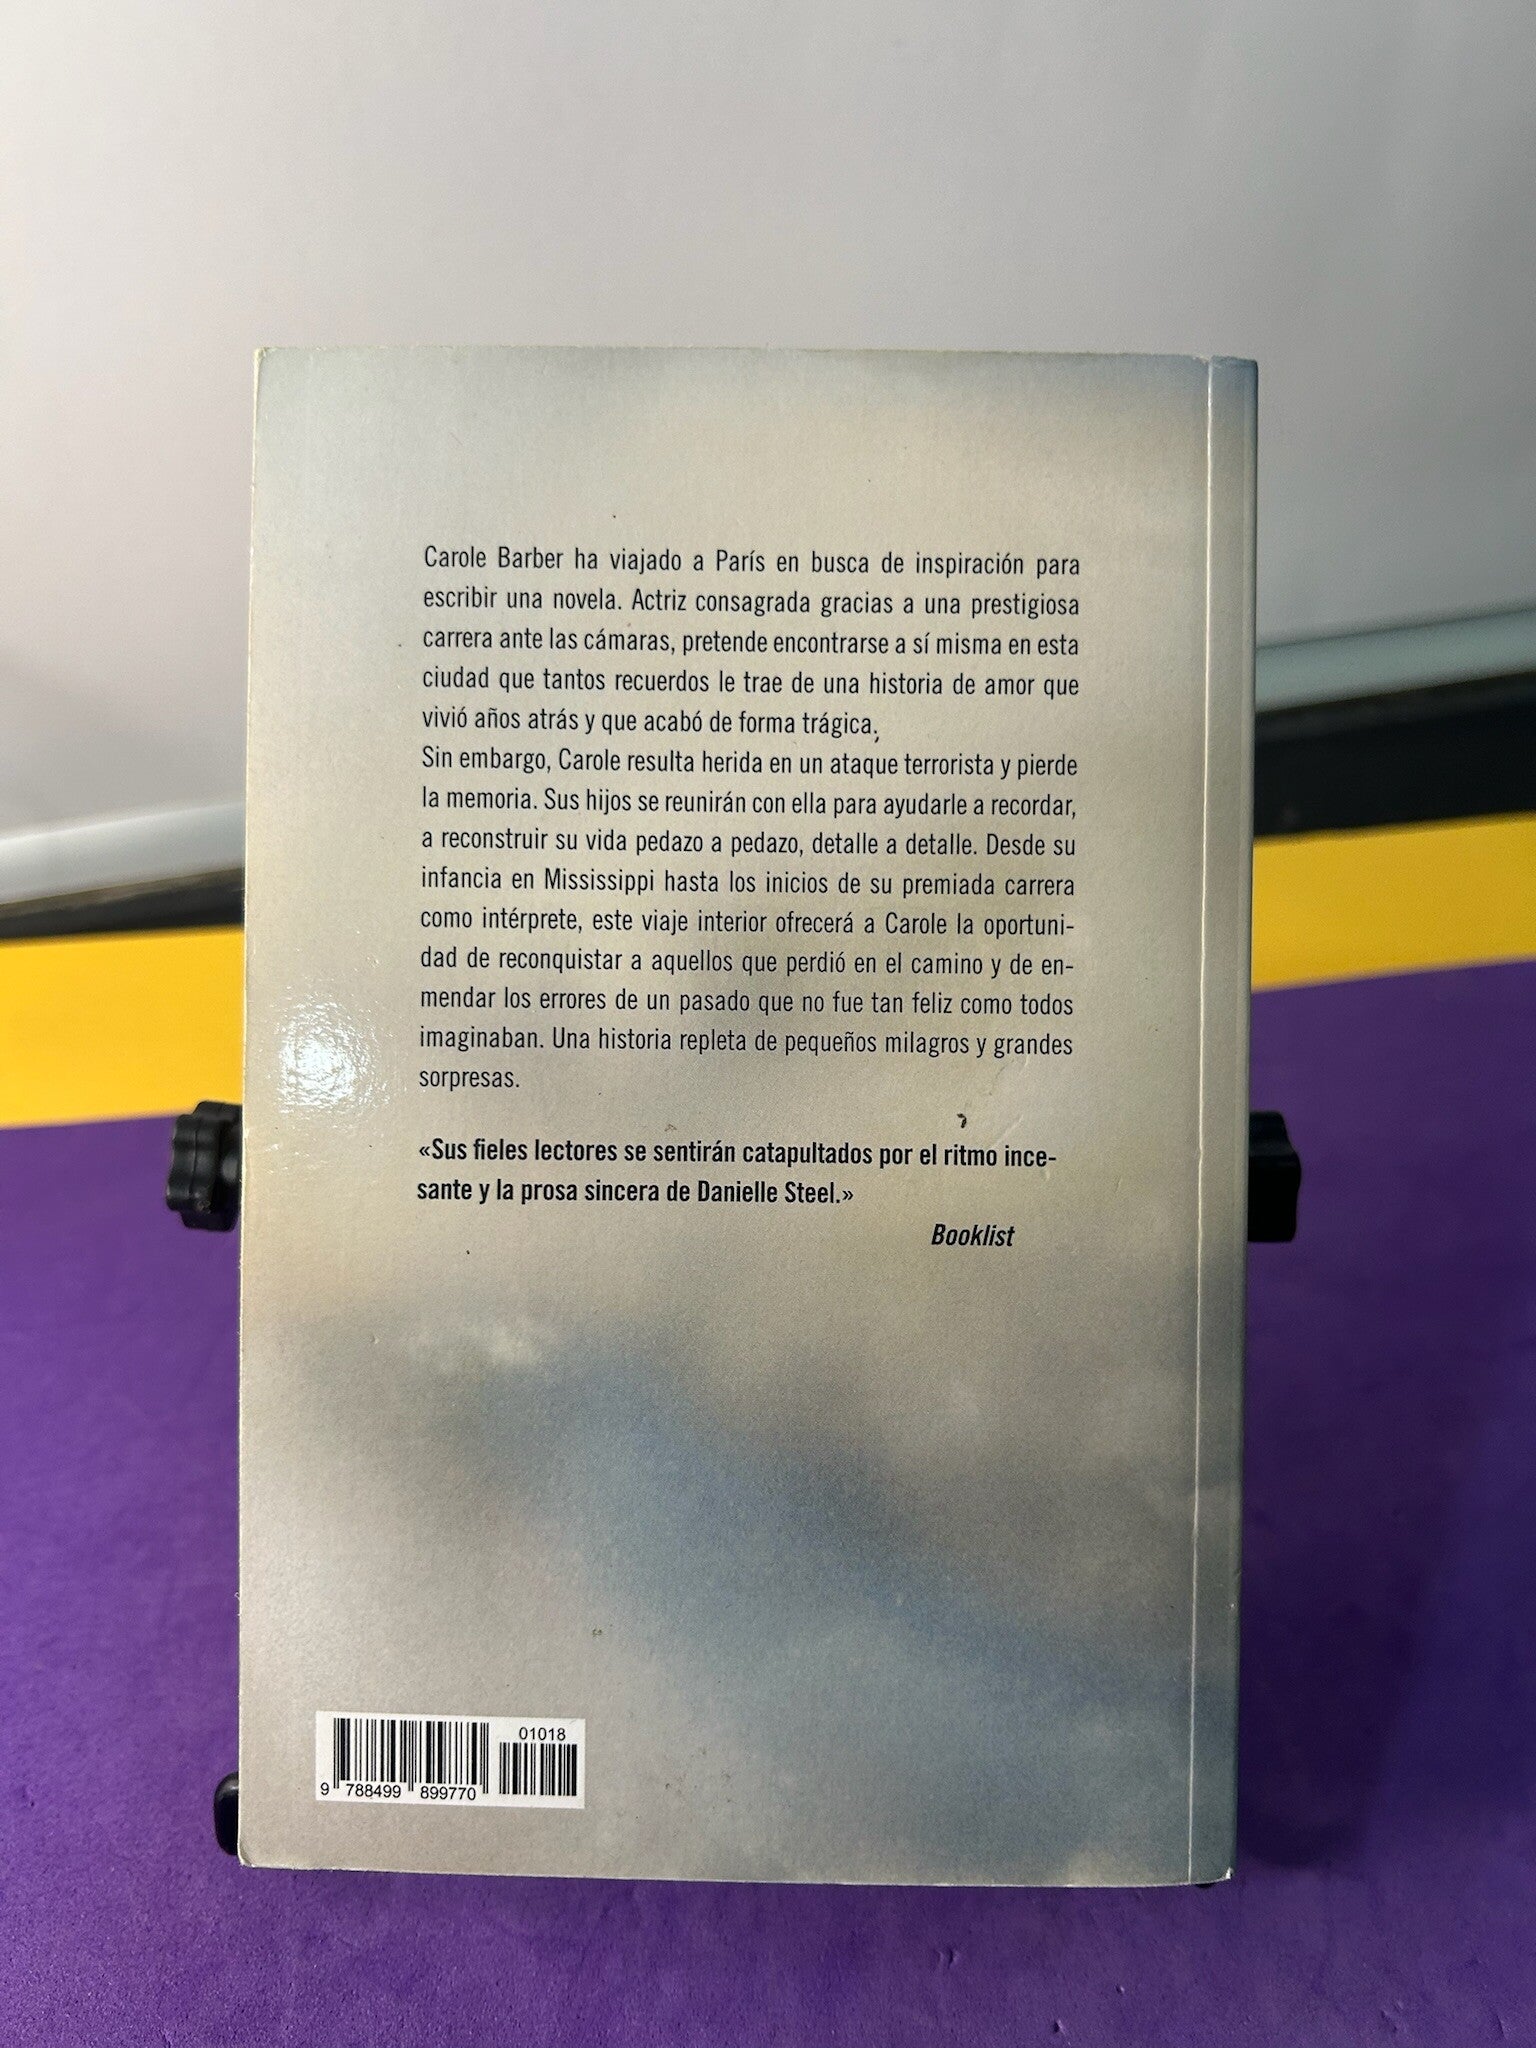 Carole Barber ha viajado a París en busca de inspiración para
escribir una novela. Actriz consagrada gracias a una prestigiosa
carrera ante las cámaras, pretende encontrarse a sí misma en esta
ciudad que tantos recuerdos le trae de una historia de amor que
vivió años atrás y que acabó de forma trágica.
Sin embargo, Carole resulta herida en un ataque terrorista y pierde
la memoria. Sus hijos se reunirán con ella para ayudarle a recordar,
a reconstruir su vida pedazo a pedazo, detalle a detalle. Desde su
infancia en Mississippi hasta los inicios de su premiada carrera
como intérprete, este viaje interior ofrecerá a Carole la oportuni-
dad de reconquistar a aquellos que perdió en el camino y de en-
mendar los errores de un pasado que no fue tan feliz como todos
imaginaban. Una historia repleta de pequeños milagros y grandes
sorpresas.
«Sus fieles lectores se sentirán catapultados por el ritmo ince-
sante y la prosa sincera de Danielle Steel.»
Booklist
01018
9 788499 899770